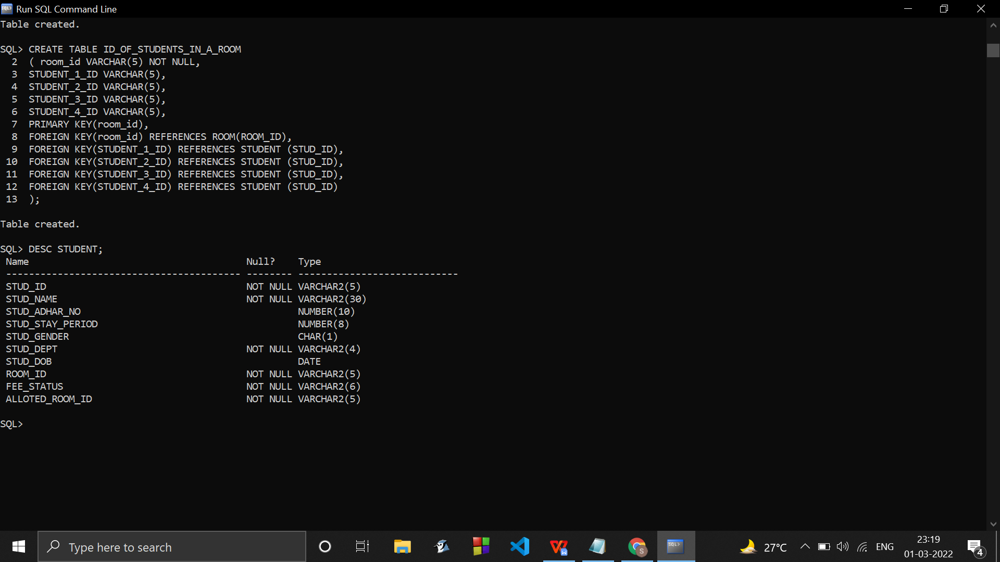 Run SQL Command Line
Table created.
SQL> CREATE TABLE ID_OF_STUDENTS_IN_A_ROOM
2 ( room_id VARCHAR(5) NOT NULL,
3 STUDENT_1_ID VARCHAR(5),
4 STUDENT_2_ID VARCHAR(5),
5 STUDENT_3_ID VARCHAR(5),
6 STUDENT_4_ID VARCHAR(5),
7 PRIMARY KEY(room_id),
8 FOREIGN KEY(room_id) REFERENCES ROOM(ROOM_ID),
9 FOREIGN KEY(STUDENT_1_ID) REFERENCES STUDENT (STUD_ID),
10 FOREIGN KEY(STUDENT_2_ID) REFERENCES STUDENT (STUD_ID),
11 FOREIGN KEY(STUDENT_3_ID) REFERENCES STUDENT (STUD_ID),
12 FOREIGN KEY(STUDENT_4_ID) REFERENCES STUDENT (STUD_ID)
13 );
Table created.
SQL> DESC STUDENT;
Name Null? Type
----------------------------------------- -------- ----------------------------
STUD_ID NOT NULL VARCHAR2(5)
STUD_NAME NOT NULL VARCHAR2(30)
STUD_ADHAR_NO NUMBER(10)
STUD_STAY_PERIOD NUMBER(8)
STUD_GENDER CHAR(1)
STUD_DEPT NOT NULL VARCHAR2(4)
STUD_DOB DATE
ROOM_ID NOT NULL VARCHAR2(5)
FEE_STATUS NOT NULL VARCHAR2(6)
ALLOTED_ROOM_ID NOT NULL VARCHAR2(5)
SQL>
Type here to search
27°C
ENG
23:19
01-03-2022
4